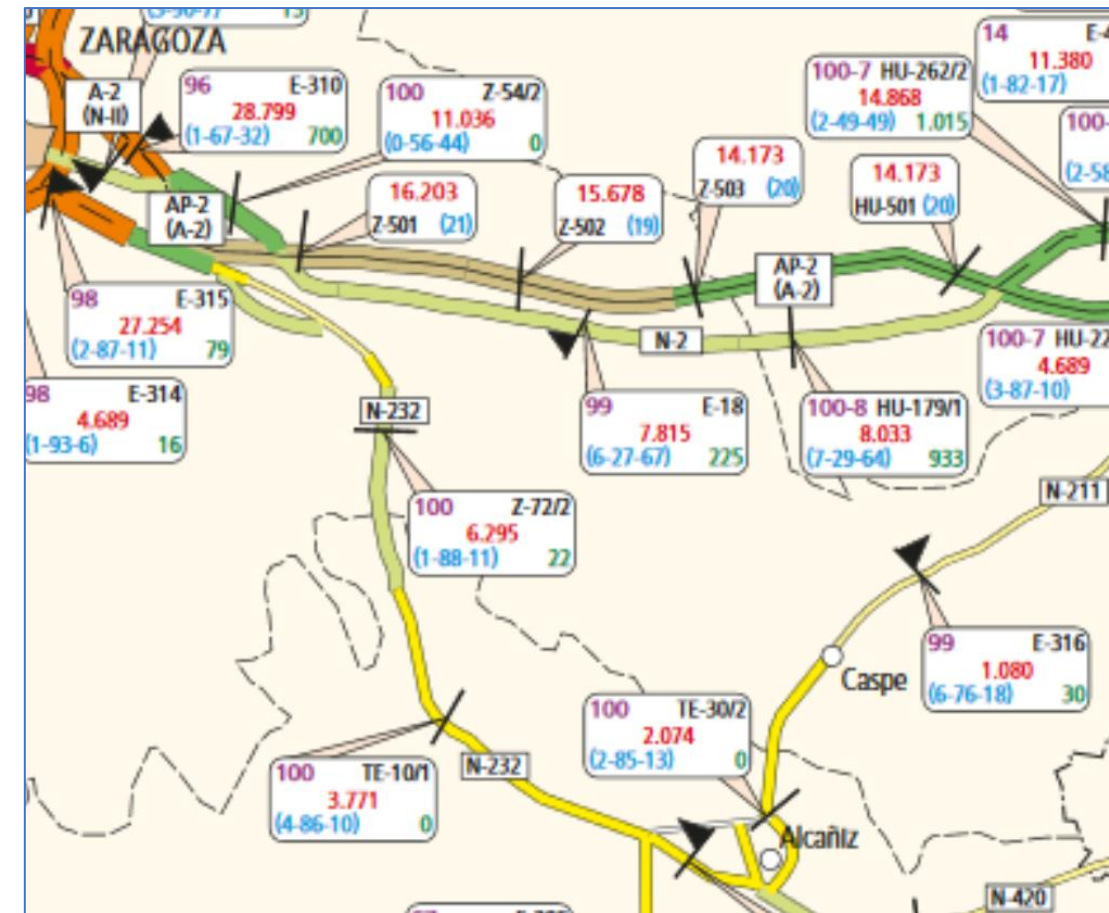 ZARAGOZA
A-2
(N-II)
96 E-310
28.799
(1-67-32) 700
100 Z-54/2
11.036
(0-56-44) 0
14
11.380
(1-82-17)
100-7 HU-262/2
14.868
(2-49-49) 1.015
14.173
Z-503 (20)
14.173
HU-501 (20)
16.203
Z-501 (21)
15.678
Z-502 (19)
AP-2
(A-2)
AP-2
(A-2)
98 E-315
27.254
(2-87-11) 79
N-2
100-7 HU-22
4.689
(3-87-10)
98 E-314
4.689
(1-93-6) 16
N-232
99 E-18
7.815
(6-27-67) 225
100-8 HU-179/1
8.033
(7-29-64) 933
N-211
100 Z-72/2
6.295
(1-88-11) 22
99 E-316
1.080
(6-76-18) 30
Caspe
100 TE-30/2
2.074
(2-85-13) 0
100 TE-10/1
3.771
(4-86-10) 0
N-232
Alcañiz
N-420